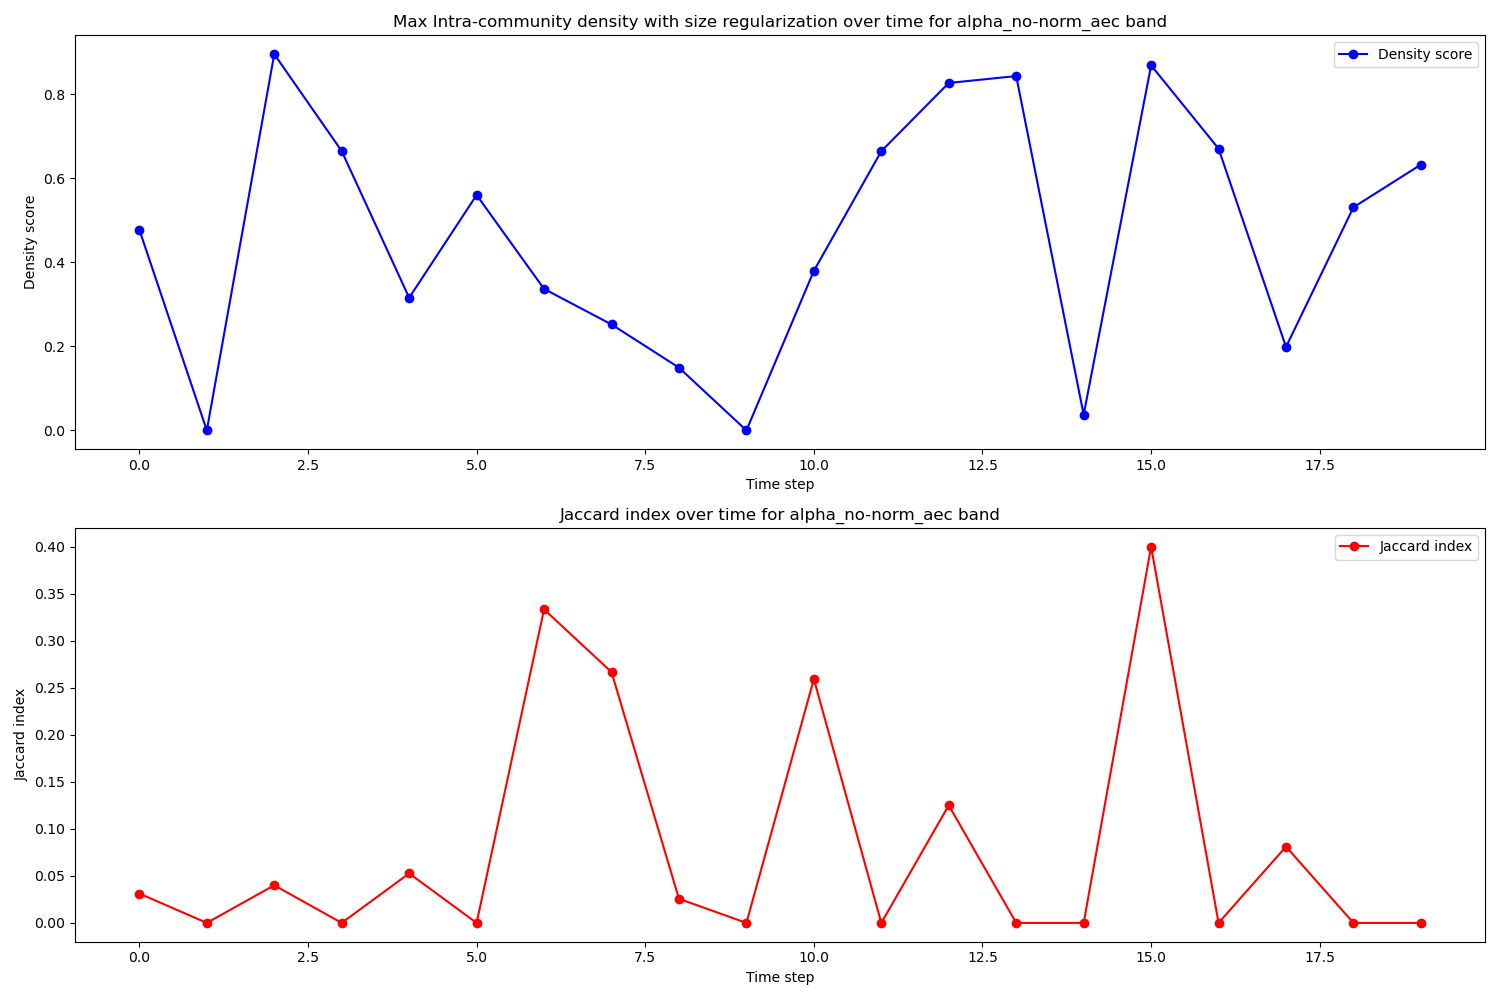 Max Intra-community density with size regularization over time for alpha_no-norm_aec band
Density score
0.8
0.6
0.4
0.2
0.0
Density score
0.0 2.5 5.0 7.5 10.0 12.5 15.0 17.5
Time step
Jaccard index over time for alpha_no-norm_aec band
Jaccard index
0.40
0.35
0.30
0.25
0.20
0.15
0.10
0.05
0.00
Jaccard index
0.0 2.5 5.0 7.5 10.0 12.5 15.0 17.5
Time step